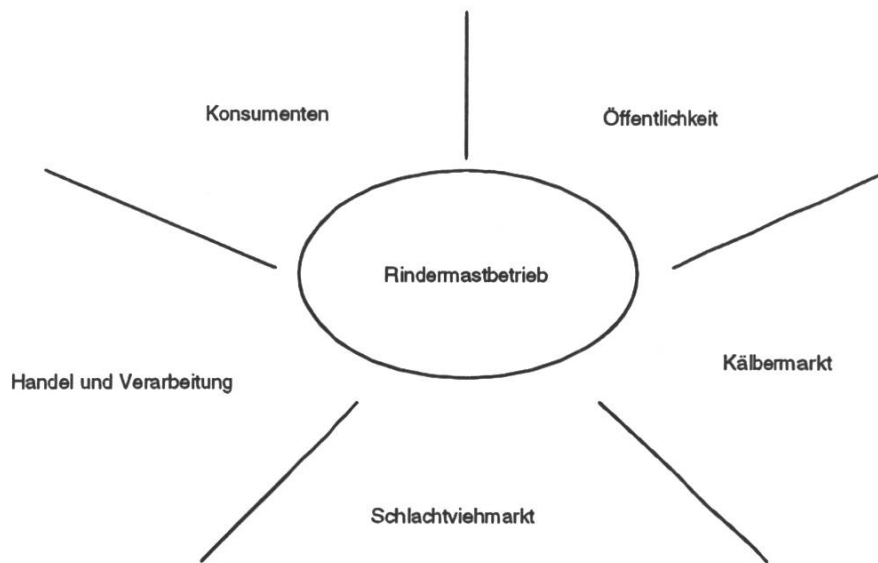 Konsumenten
Öffentlichkeit
Rindermastbetrieb
Kälbermarkt
Handel und Verarbeitung
Schlachtviehmarkt